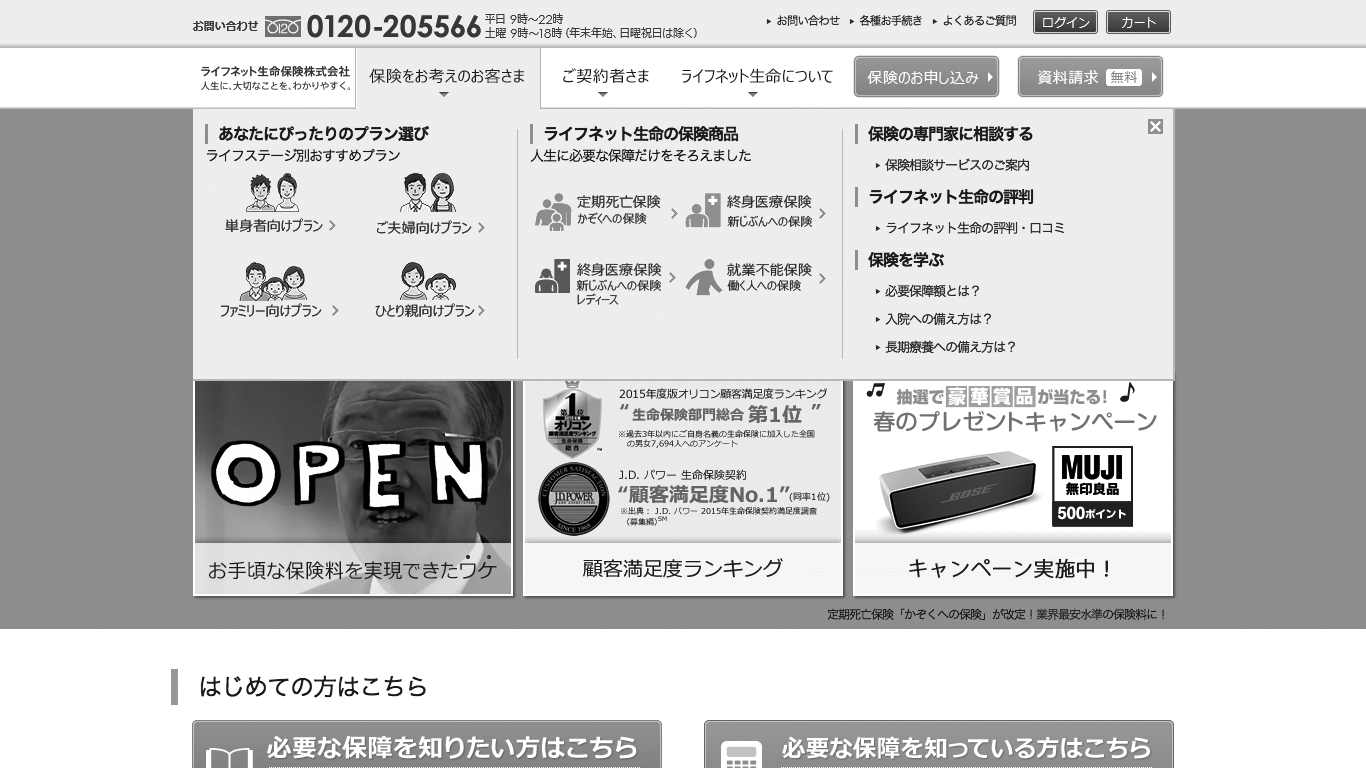 お問い合わせ 0120 0120-205566 平日 9時〜22時
土曜 9時〜18時（年末年始、日曜祝日は除く）
お問い合わせ 各種お手続き よくあるご質問 ログイン カート
ライフネット生命保険株式会社
人生に、大切なことを、わかりやすく。
保険をお考えのお客さま ご契約者さま ライフネット生命について 保険のお申し込み 資料請求 無料
あなたにぴったりのプラン選び
ライフステージ別おすすめプラン
単身者向けプラン ご夫婦向けプラン
ファミリー向けプラン ひとり親向けプラン
ライフネット生命の保険商品
人生に必要な保障だけをそろえました
定期死亡保険
かぞくへの保険
終身医療保険
新じぶんへの保険
終身医療保険
新じぶんへの保険
レディース
就業不能保険
働く人への保険
保険の専門家に相談する
保険相談サービスのご案内
ライフネット生命の評判
ライフネット生命の評判・口コミ
保険を学ぶ
必要保障額とは？
入院への備え方は？
長期療養への備え方は？
OPEN
お手頃な保険料を実現できたワケ
第1位
オリコン
顧客満足度ランキング
生命保険
総合
2015年度版オリコン顧客満足度ランキング
“生命保険部門総合 第1位 ”
※過去3年以内にご自身名義の生命保険に加入した全国
の男女7,694人へのアンケート
CUSTOMER SATISFACTION
J.D. POWER
SINCE 1968
J.D. パワー 生命保険契約
“顧客満足度No.1”(同率1位)
※出典： J.D. パワー 2015年生命保険契約満足度調査
（募集編）SM
顧客満足度ランキング
抽選で豪華賞品が当たる!
春のプレゼントキャンペーン
BOSE
MUJI
無印良品
500ポイント
キャンペーン実施中！
定期死亡保険「かぞくへの保険」が改定！業界最安水準の保険料に！
はじめての方はこちら
必要な保障を知りたい方はこちら
必要な保障を知っている方はこちら